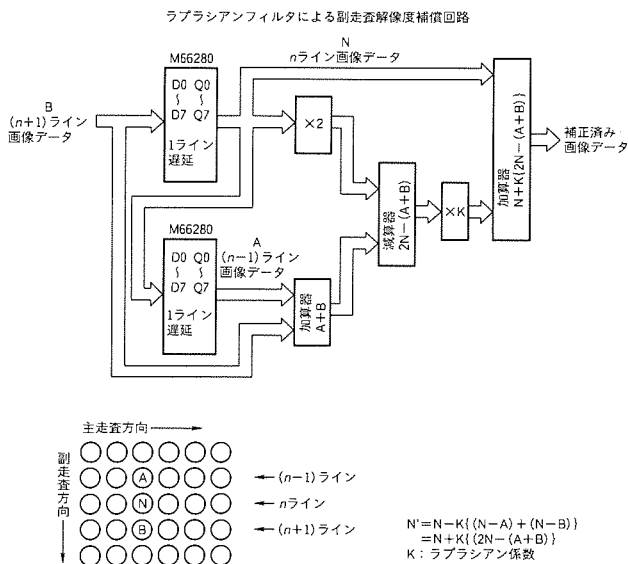 ラプラシアンフィルタによる副走査解像度補償回路
N
nライン画像データ
M66280
D0 Q0
〜 〜
D7 Q7
1ライン
遅延
B
(n+1)ライン
画像データ
×2
加算器
N+K{2N-(A+B)}
補正済み
画像データ
減算器
2N-(A+B)
×K
M66280
D0 Q0
〜 〜
D7 Q7
1ライン
遅延
A
(n-1)ライン
画像データ
加算器
A+B
主走査方向
副走査方向
A
(n-1)ライン
N
nライン
B
(n+1)ライン
N'=N-K{(N-A)+(N-B)}
=N+K{(2N-(A+B)}
K:ラプラシアン係数